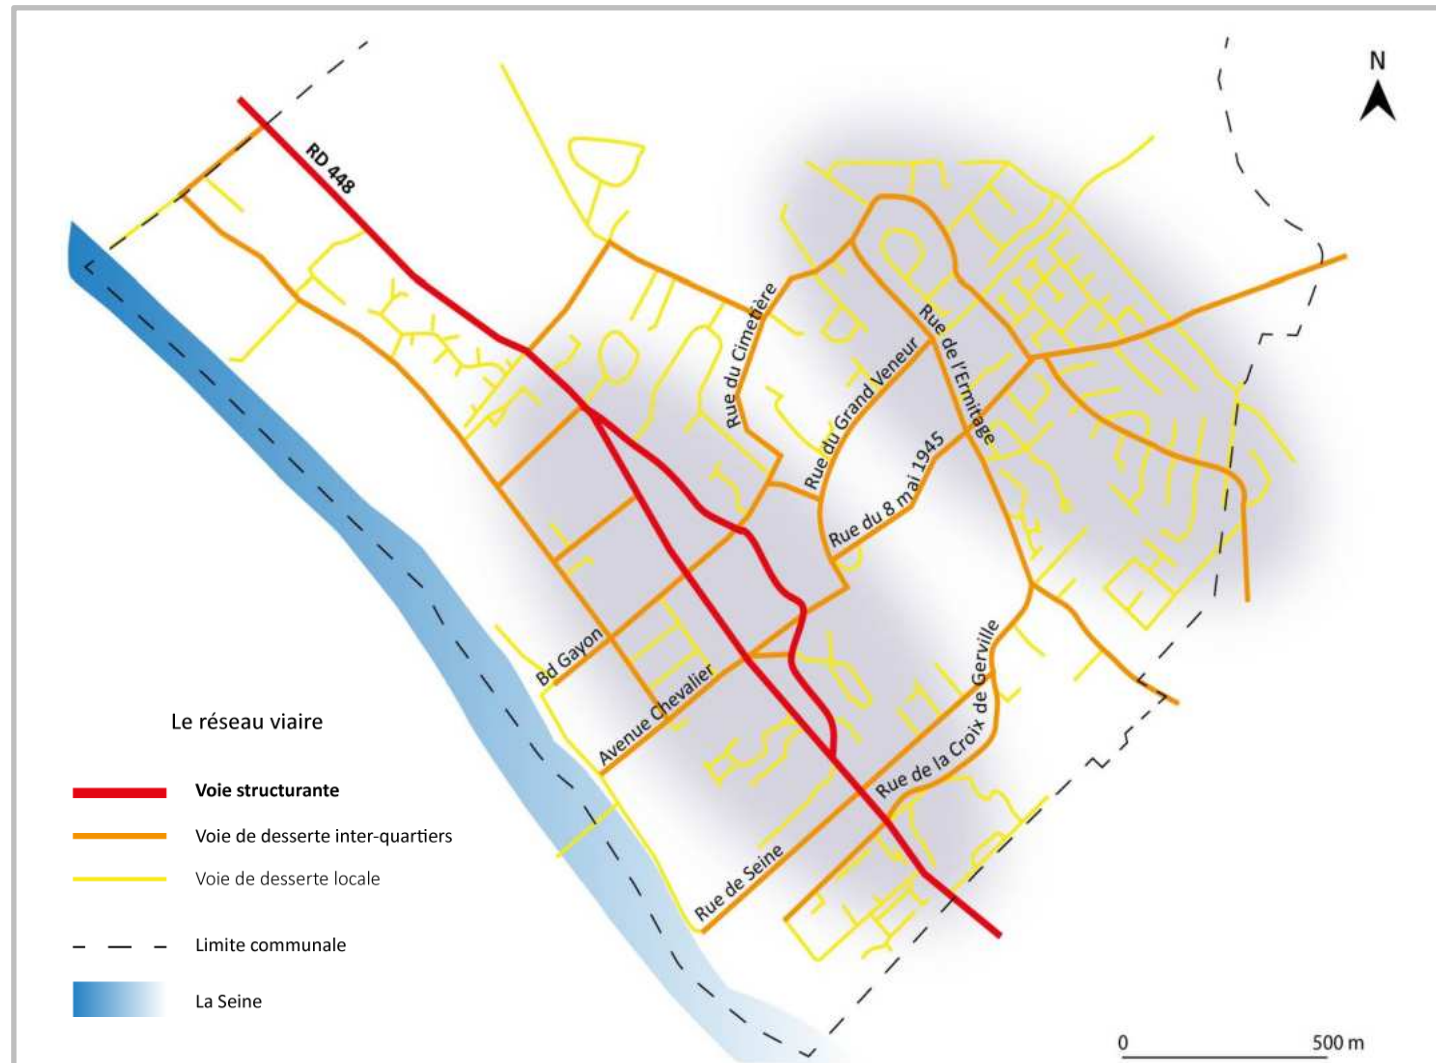 N
RD 448
Rue du Cimetière
Rue de l'Ermitage
Rue du Grand Veneur
Rue du 8 mai 1945
Bd Gayon
Avenue Chevalier
Rue de la Croix de Gerville
Rue de Seine
Le réseau viaire
Voie structurante
Voie de desserte inter-quartiers
Voie de desserte locale
Limite communale
La Seine
0 500 m